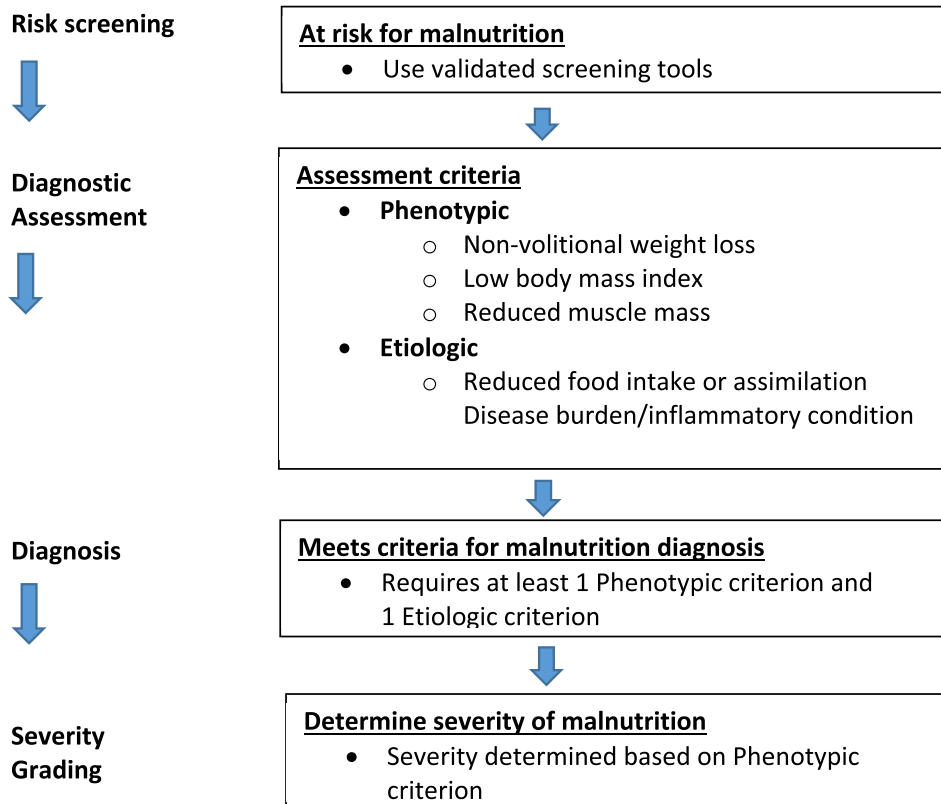 Risk screening
At risk for malnutrition
• Use validated screening tools
Diagnostic
Assessment
Assessment criteria
• Phenotypic
o Non-volitional weight loss
o Low body mass index
o Reduced muscle mass
• Etiologic
o Reduced food intake or assimilation
Disease burden/inflammatory condition
Diagnosis
Meets criteria for malnutrition diagnosis
• Requires at least 1 Phenotypic criterion and
1 Etiologic criterion
Severity
Grading
Determine severity of malnutrition
• Severity determined based on Phenotypic
criterion